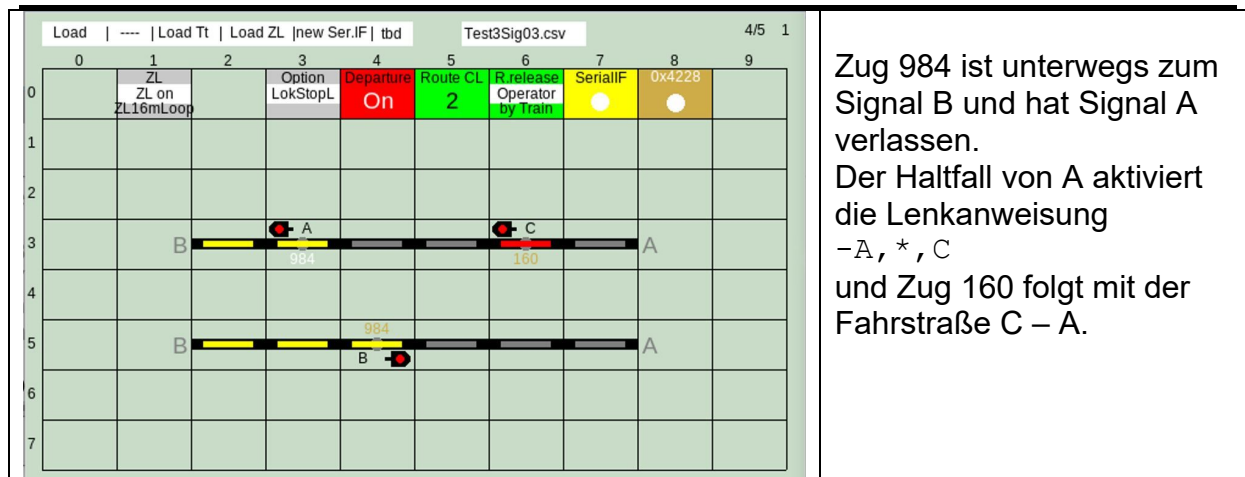 Load | ---- | Load Tt | Load ZL |new Ser.IF| tbd Test3Sig03.csv 4/5 1
0 1 2 3 4 5 6 7 8 9
ZL Option Departure Route CL R.release SerialIF 0x4228
0 ZL on LokStopL On 2 Operator
ZL16mLoop by Train
1
2
A C
3 B A
984 160
4
984
5 B A
B
6
7
Zug 984 ist unterwegs zum
Signal B und hat Signal A
verlassen.
Der Haltfall von A aktiviert
die Lenkanweisung
-A,*,C
und Zug 160 folgt mit der
Fahrstraße C – A.